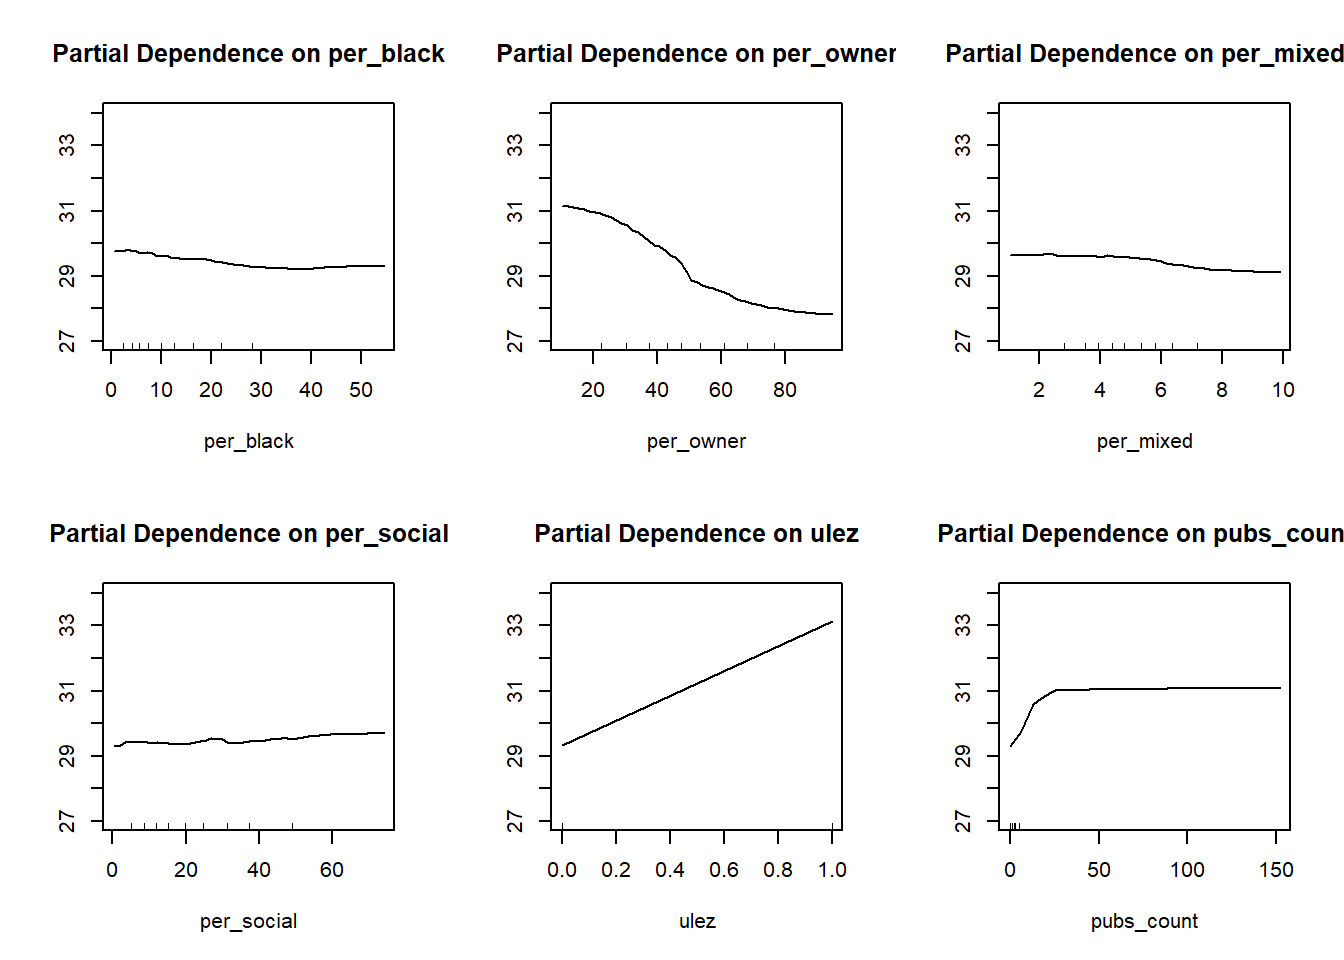 Partial Dependence on per_black
33
31
29
27
0 10 20 30 40 50
per_black
Partial Dependence on per_owner
33
31
29
27
20 40 60 80
per_owner
Partial Dependence on per_mixed
33
31
29
27
2 4 6 8 10
per_mixed
Partial Dependence on per_social
33
31
29
27
0 20 40 60
per_social
Partial Dependence on ulez
33
31
29
27
0.0 0.2 0.4 0.6 0.8 1.0
ulez
Partial Dependence on pubs_coun
33
31
29
27
0 50 100 150
pubs_count